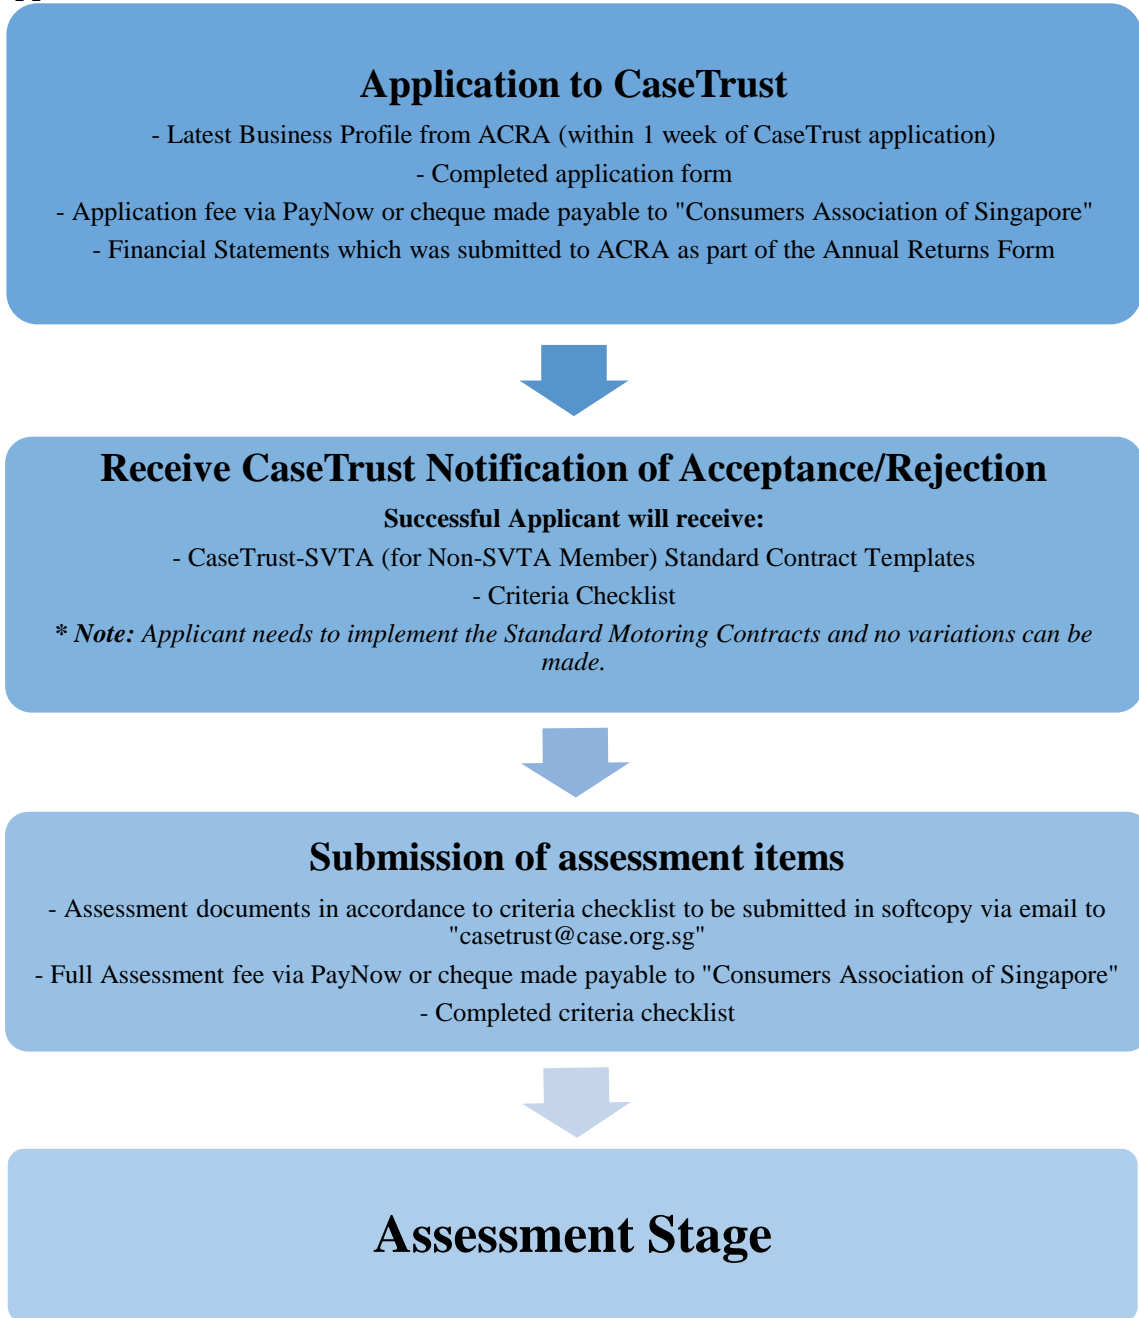 Application to CaseTrust
- Latest Business Profile from ACRA (within 1 week of CaseTrust application)
- Completed application form
- Application fee via PayNow or cheque made payable to "Consumers Association of Singapore"
- Financial Statements which was submitted to ACRA as part of the Annual Returns Form
Receive CaseTrust Notification of Acceptance/Rejection
Successful Applicant will receive:
- CaseTrust-SVTA (for Non-SVTA Member) Standard Contract Templates
- Criteria Checklist
* Note: Applicant needs to implement the Standard Motoring Contracts and no variations can be
made.
Submission of assessment items
- Assessment documents in accordance to criteria checklist to be submitted in softcopy via email to
"casetrust@case.org.sg"
- Full Assessment fee via PayNow or cheque made payable to "Consumers Association of Singapore"
- Completed criteria checklist
Assessment Stage